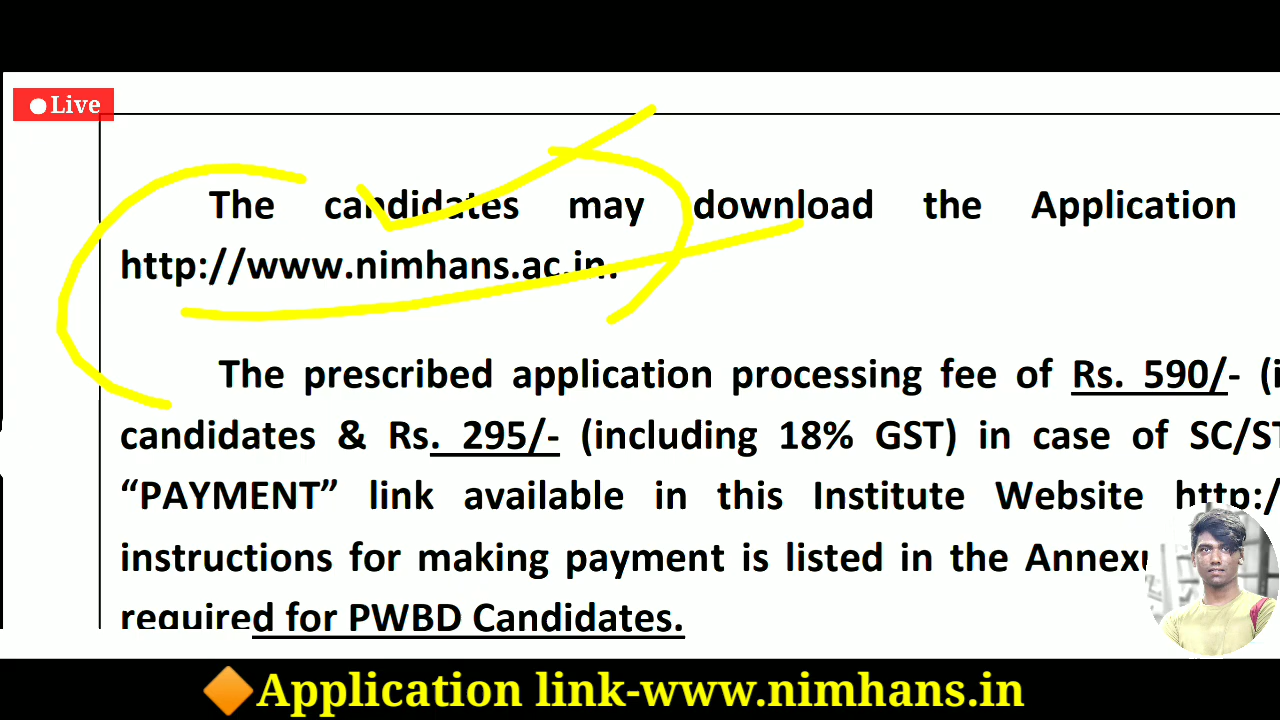 Live
The candidates may download the Application
http://www.nimhans.ac.in.
The prescribed application processing fee of Rs. 590/- (i
candidates & Rs. 295/- (including 18% GST) in case of SC/ST
“PAYMENT” link available in this Institute Website http:/
instructions for making payment is listed in the Annexu
required for PWBD Candidates.
🔶Application link-www.nimhans.in